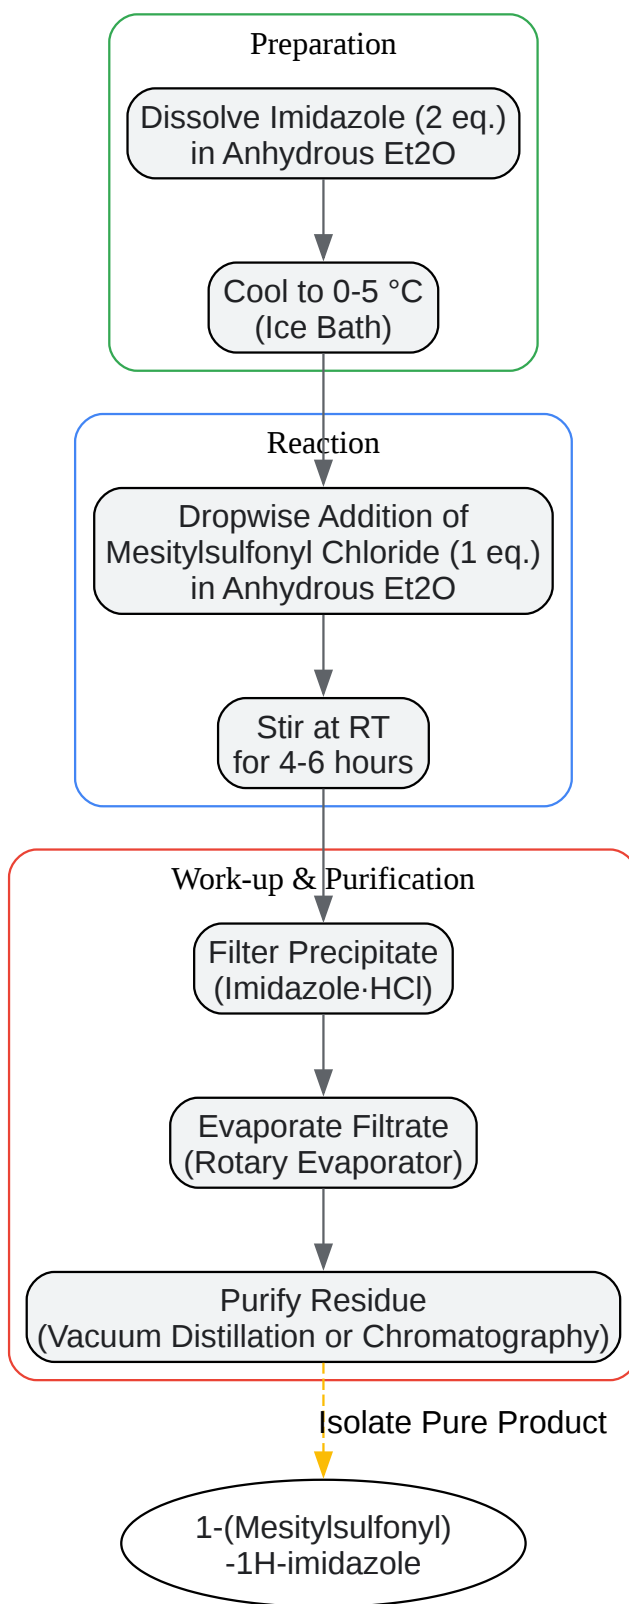 Preparation
Dissolve Imidazole (2 eq.)
in Anhydrous Et2O
Cool to 0-5 °C
(Ice Bath)
Reaction
Dropwise Addition of
Mesitylsulfonyl Chloride (1 eq.)
in Anhydrous Et2O
Stir at RT
for 4-6 hours
Work-up & Purification
Filter Precipitate
(Imidazole·HCl)
Evaporate Filtrate
(Rotary Evaporator)
Purify Residue
(Vacuum Distillation or Chromatography)
Isolate Pure Product
1-(Mesitylsulfonyl)
-1H-imidazole